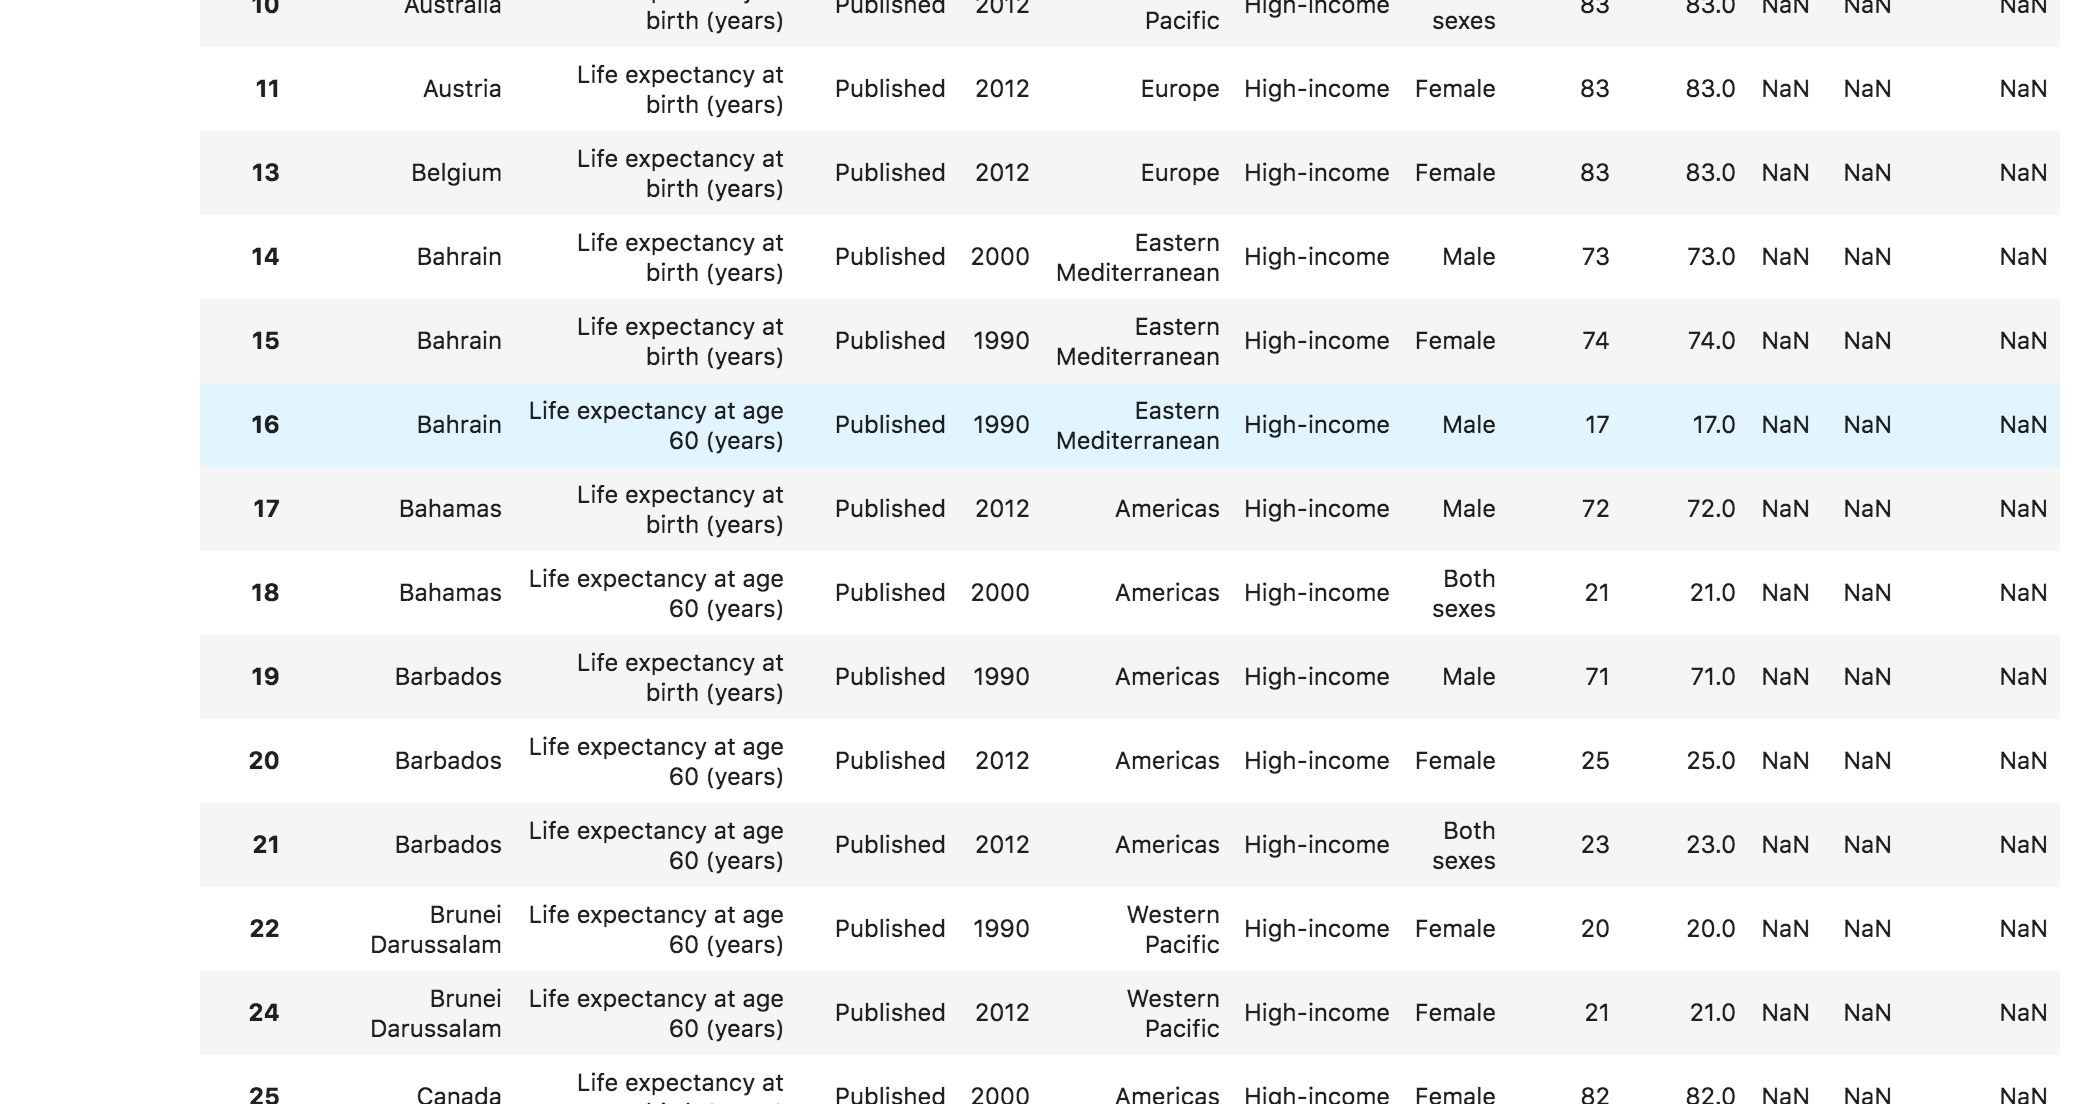 10 Australia birth (years) Published 2012 Pacific High-income sexes 83 83.0 NaN NaN NaN
11 Austria Life expectancy at birth (years) Published 2012 Europe High-income Female 83 83.0 NaN NaN NaN
13 Belgium Life expectancy at birth (years) Published 2012 Europe High-income Female 83 83.0 NaN NaN NaN
14 Bahrain Life expectancy at birth (years) Published 2000 Eastern Mediterranean High-income Male 73 73.0 NaN NaN NaN
15 Bahrain Life expectancy at birth (years) Published 1990 Eastern Mediterranean High-income Female 74 74.0 NaN NaN NaN
16 Bahrain Life expectancy at age 60 (years) Published 1990 Eastern Mediterranean High-income Male 17 17.0 NaN NaN NaN
17 Bahamas Life expectancy at birth (years) Published 2012 Americas High-income Male 72 72.0 NaN NaN NaN
18 Bahamas Life expectancy at age 60 (years) Published 2000 Americas High-income Both sexes 21 21.0 NaN NaN NaN
19 Barbados Life expectancy at birth (years) Published 1990 Americas High-income Male 71 71.0 NaN NaN NaN
20 Barbados Life expectancy at age 60 (years) Published 2012 Americas High-income Female 25 25.0 NaN NaN NaN
21 Barbados Life expectancy at age 60 (years) Published 2012 Americas High-income Both sexes 23 23.0 NaN NaN NaN
22 Brunei Darussalam Life expectancy at age 60 (years) Published 1990 Western Pacific High-income Female 20 20.0 NaN NaN NaN
24 Brunei Darussalam Life expectancy at age 60 (years) Published 2012 Western Pacific High-income Female 21 21.0 NaN NaN NaN
25 Canada Life expectancy at Published 2000 Americas High-income Female 82 82.0 NaN NaN NaN